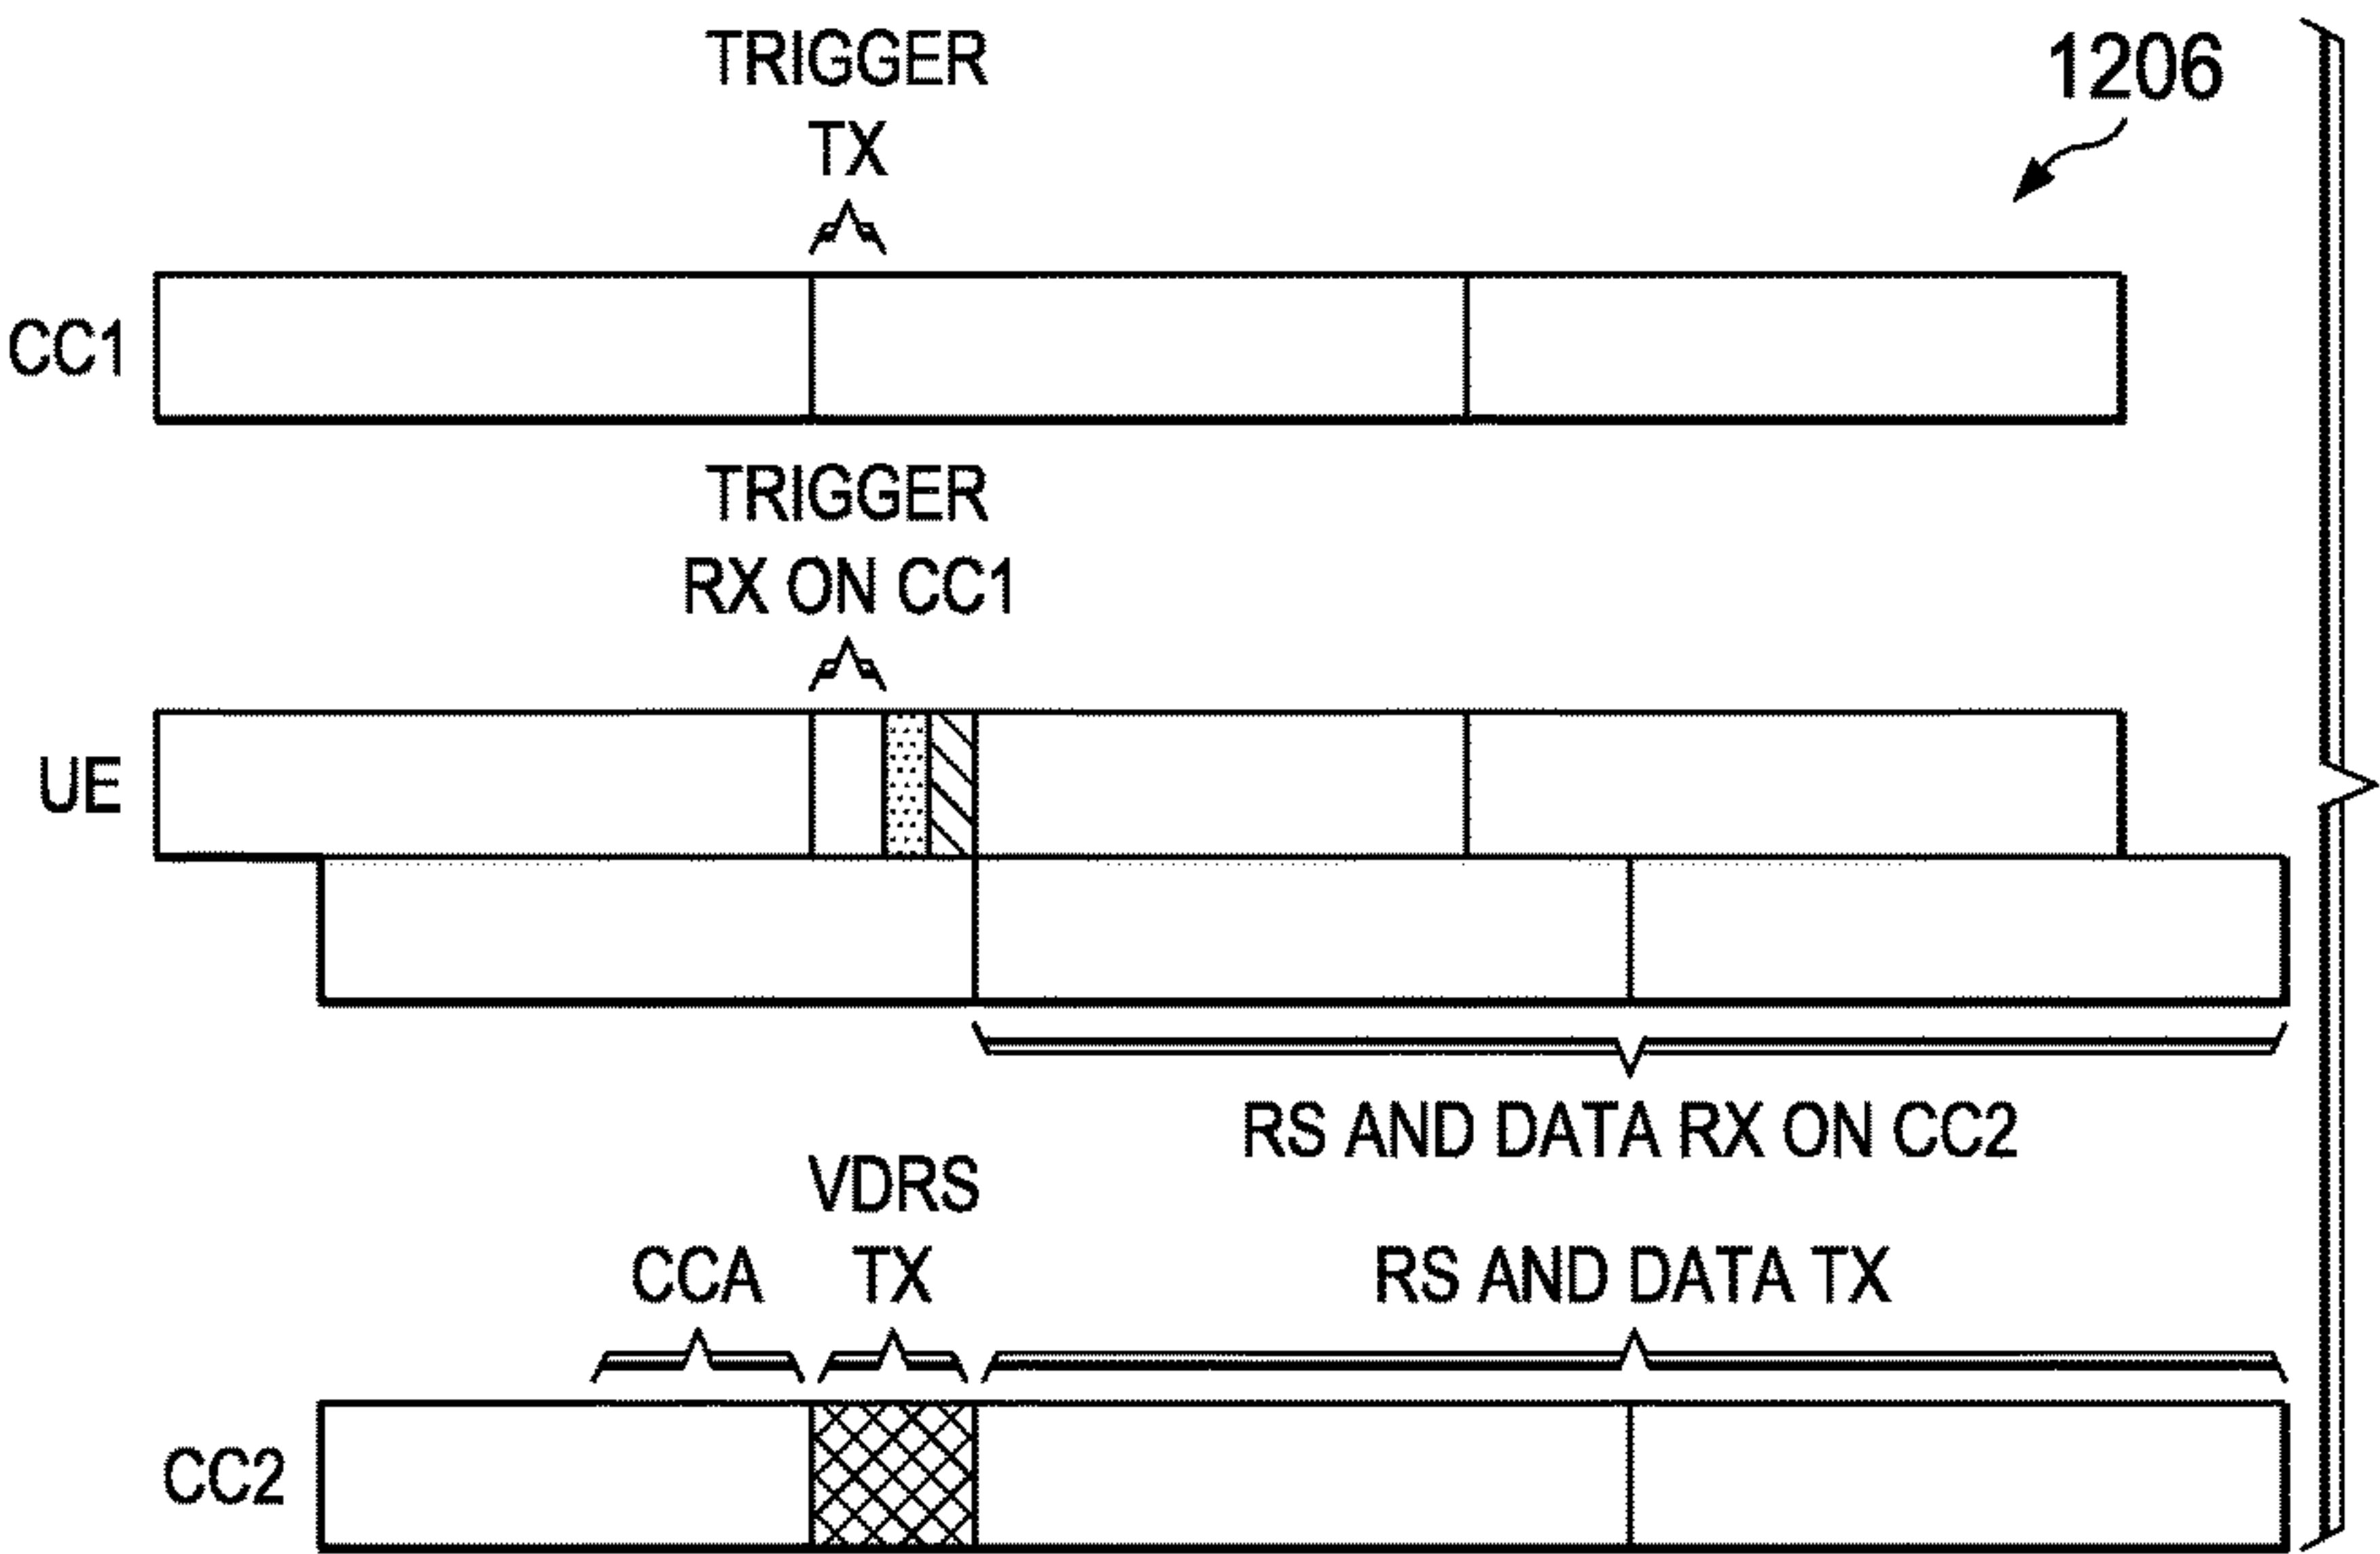 TRIGGER
TX
1206
CC1
TRIGGER
RX ON CC1
UE
RS AND DATA RX ON CC2
VDRS
CCA TX RS AND DATA TX
CC2